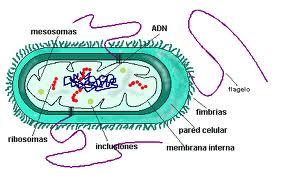 mesosomas
ADN
flagelo
fimbrias
pared celular
ribosomas
inclusiones
membrana interna